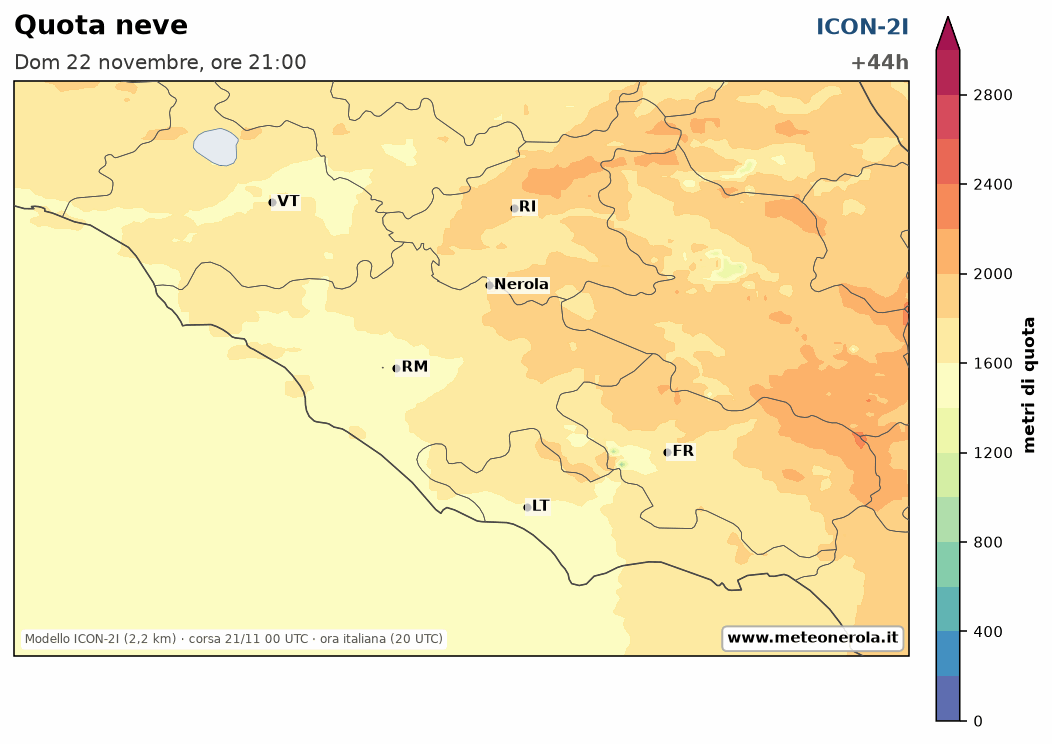 Quota neve
ICON-2I
Dom 22 novembre, ore 21:00
+44h
2800
2400
2000
1600
1200
800
400
0
metri di quota
VT
RI
Nerola
RM
FR
LT
Modello ICON-2I (2,2 km) · corsa 21/11 00 UTC · ora italiana (20 UTC)
www.meteonerola.it